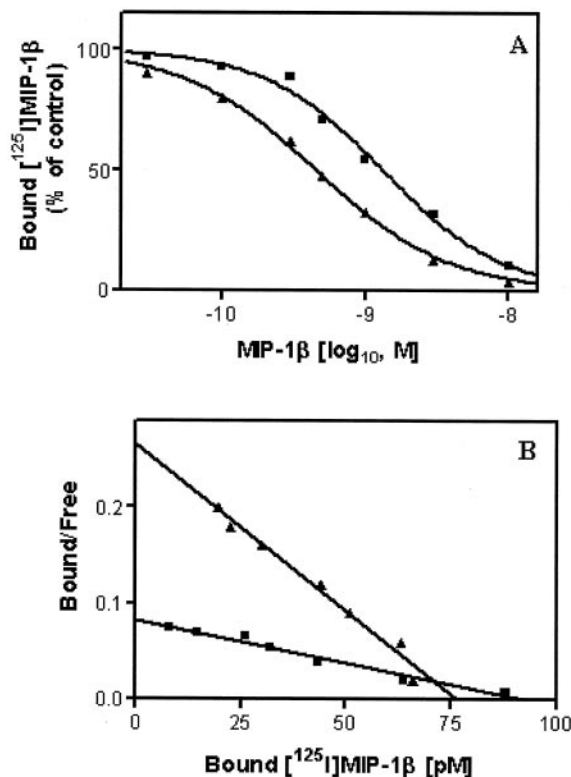 A
Bound [¹²⁵I]MIP-1β
(% of control)
100
50
0
-10
-9
-8
MIP-1β [log₁₀, M]
B
Bound/Free
0.2
0.1
0.0
0
25
50
75
100
Bound [¹²⁵I]MIP-1β [pM]